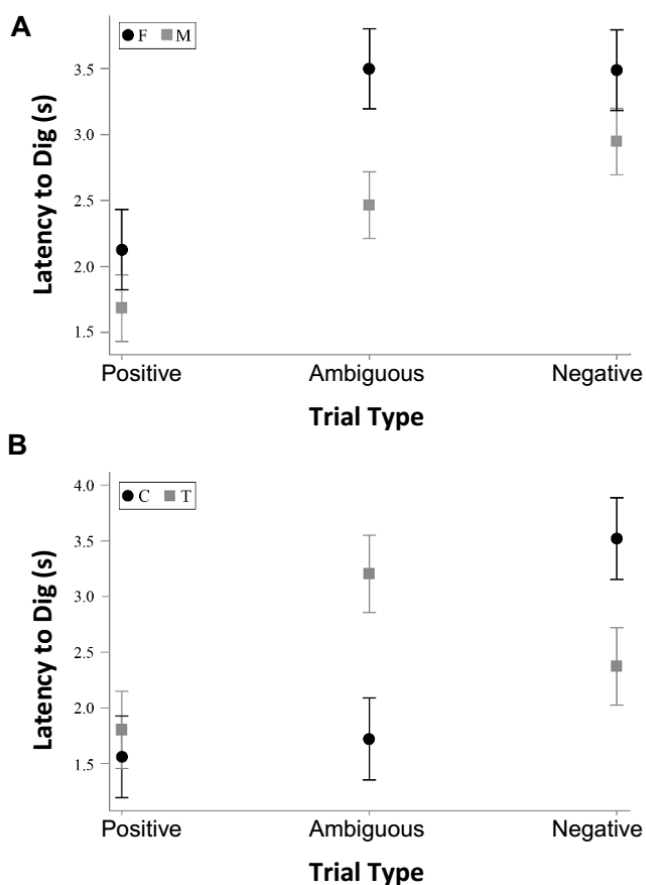 A
F M
3.5
3.0
2.5
2.0
1.5
Latency to Dig (s)
Positive Ambiguous Negative
Trial Type
B
C T
4.0
3.5
3.0
2.5
2.0
1.5
Latency to Dig (s)
Positive Ambiguous Negative
Trial Type